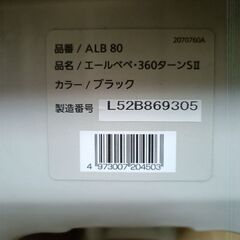 品番 / ALB 80
2070760A
品名 / エールベベ・360ターンSⅡ
カラー / ブラック
製造番号 L52B869305
4 973007 204503